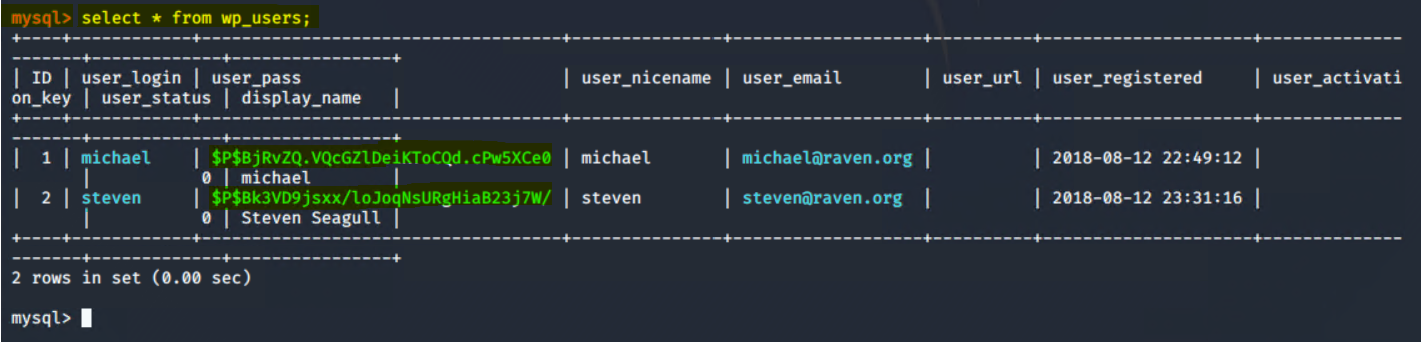 mysql> select * from wp_users;
+----+------------+------------------------------------+---------------+-------------------+----------+---------------------+--------------
-------+-------------+----------------+
| ID | user_login | user_pass                          | user_nicename | user_email        | user_url | user_registered     | user_activati
on_key | user_status | display_name   |
+----+------------+------------------------------------+---------------+-------------------+----------+---------------------+--------------
-------+-------------+----------------+
|  1 | michael    | $P$BjRvZQ.VQcGZlDeiKToCQd.cPw5XCe0 | michael       | michael@raven.org |          | 2018-08-12 22:49:12 |
       |           0 | michael        |
|  2 | steven     | $P$Bk3VD9jsxx/loJoqNsURgHiaB23j7W/ | steven        | steven@raven.org  |          | 2018-08-12 23:31:16 |
       |           0 | Steven Seagull |
+----+------------+------------------------------------+---------------+-------------------+----------+---------------------+--------------
-------+-------------+----------------+
2 rows in set (0.00 sec)
mysql>